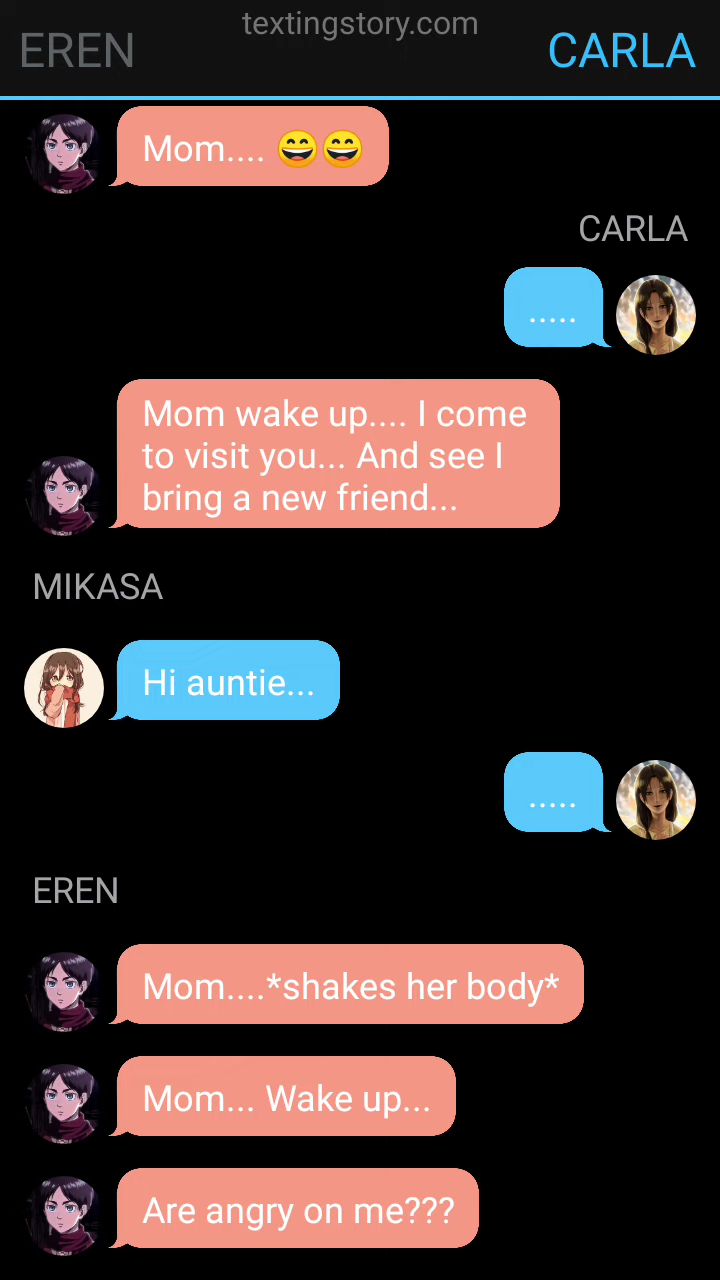 textingstory.com
EREN
CARLA
Mom.... 😄😄
CARLA
.....
Mom wake up.... I come
to visit you... And see I
bring a new friend...
MIKASA
Hi auntie...
.....
EREN
Mom....*shakes her body*
Mom... Wake up...
Are angry on me???